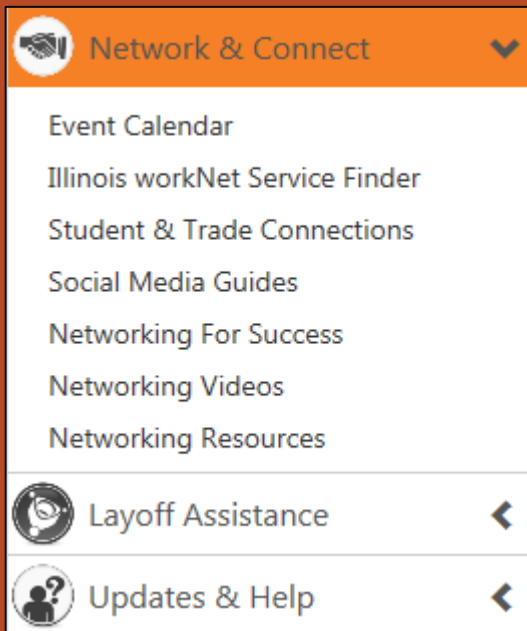 Network & Connect
Event Calendar
Illinois workNet Service Finder
Student & Trade Connections
Social Media Guides
Networking For Success
Networking Videos
Networking Resources
Layoff Assistance
Updates & Help